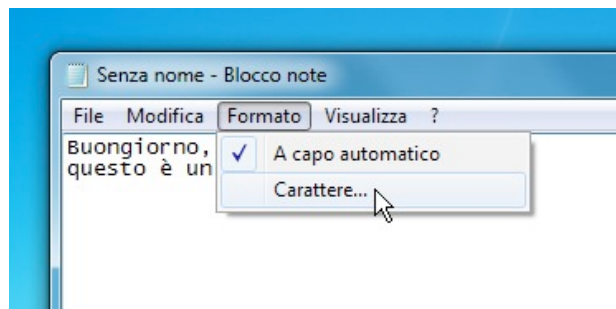 Senza nome - Blocco note
File Modifica Formato Visualizza ?
Buongiorno,
questo è un
A capo automatico
Carattere...